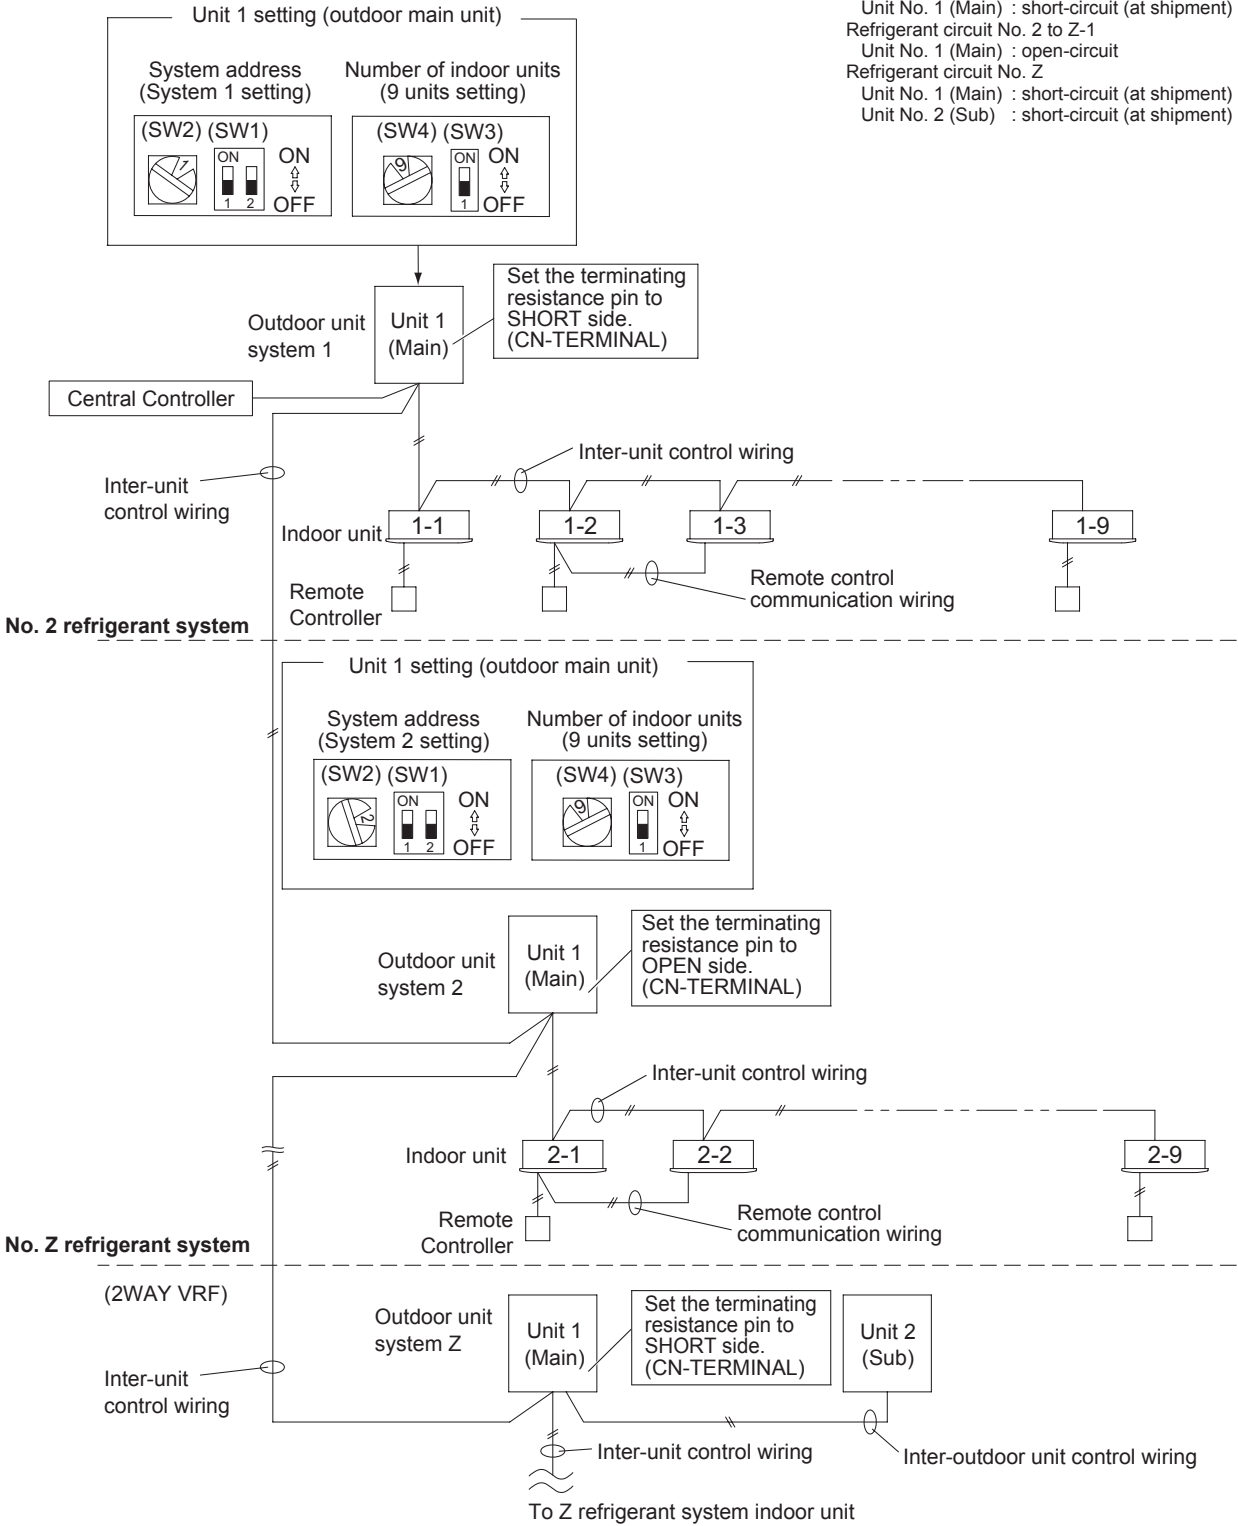 Unit No. 1 (Main) : short-circuit (at shipment)
Refrigerant circuit No. 2 to Z-1
Unit No. 1 (Main) : open-circuit
Refrigerant circuit No. Z
Unit No. 1 (Main) : short-circuit (at shipment)
Unit No. 2 (Sub) : short-circuit (at shipment)
Unit 1 setting (outdoor main unit)
System address
(System 1 setting)
Number of indoor units
(9 units setting)
(SW2) (SW1)
1
ON
1 2
ON
OFF
(SW4) (SW3)
9
ON
1
ON
OFF
Outdoor unit
system 1
Unit 1
(Main)
Set the terminating
resistance pin to
SHORT side.
(CN-TERMINAL)
Central Controller
Inter-unit
control wiring
Inter-unit control wiring
Indoor unit
1-1
1-2
1-3
1-9
Remote
Controller
Remote control
communication wiring
No. 2 refrigerant system
Unit 1 setting (outdoor main unit)
System address
(System 2 setting)
Number of indoor units
(9 units setting)
(SW2) (SW1)
2
ON
1 2
ON
OFF
(SW4) (SW3)
9
ON
1
ON
OFF
Outdoor unit
system 2
Unit 1
(Main)
Set the terminating
resistance pin to
OPEN side.
(CN-TERMINAL)
Inter-unit control wiring
Indoor unit
2-1
2-2
2-9
Remote
Controller
Remote control
communication wiring
No. Z refrigerant system
(2WAY VRF)
Outdoor unit
system Z
Unit 1
(Main)
Set the terminating
resistance pin to
SHORT side.
(CN-TERMINAL)
Unit 2
(Sub)
Inter-unit
control wiring
Inter-unit control wiring
Inter-outdoor unit control wiring
To Z refrigerant system indoor unit